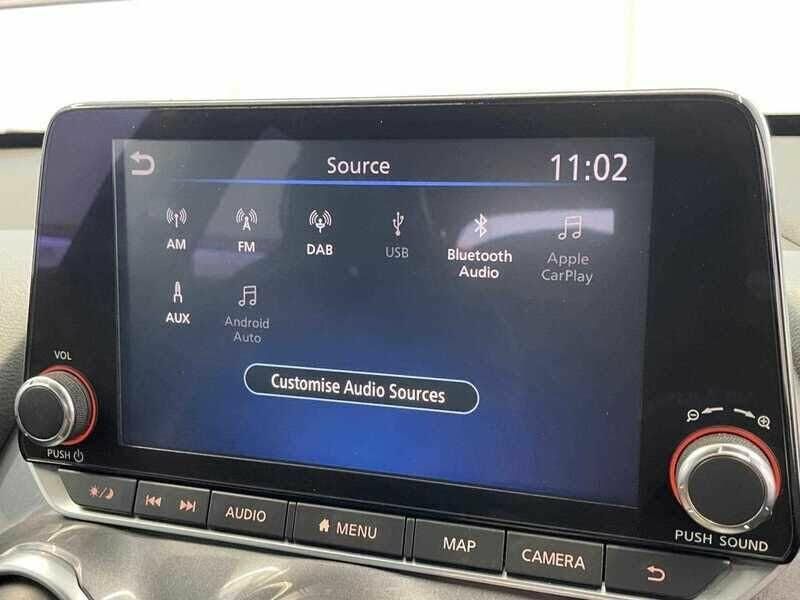 Source
11:02
AM
FM
DAB
USB
Bluetooth
Audio
Apple
CarPlay
AUX
Android
Auto
Customise Audio Sources
VOL
PUSH
AUDIO
MENU
MAP
CAMERA
PUSH SOUND